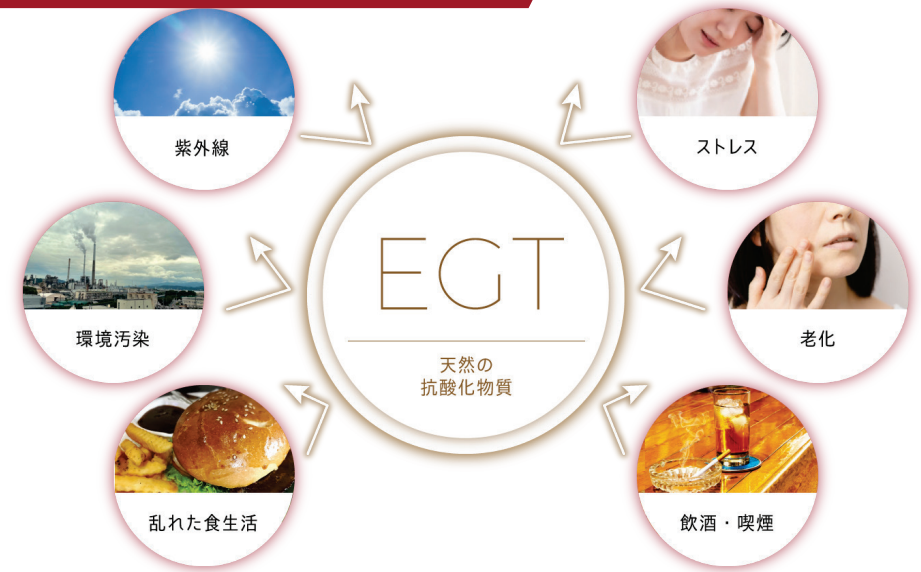 紫外線
ストレス
環境汚染
EGT
天然の
抗酸化物質
老化
乱れた食生活
飲酒・喫煙